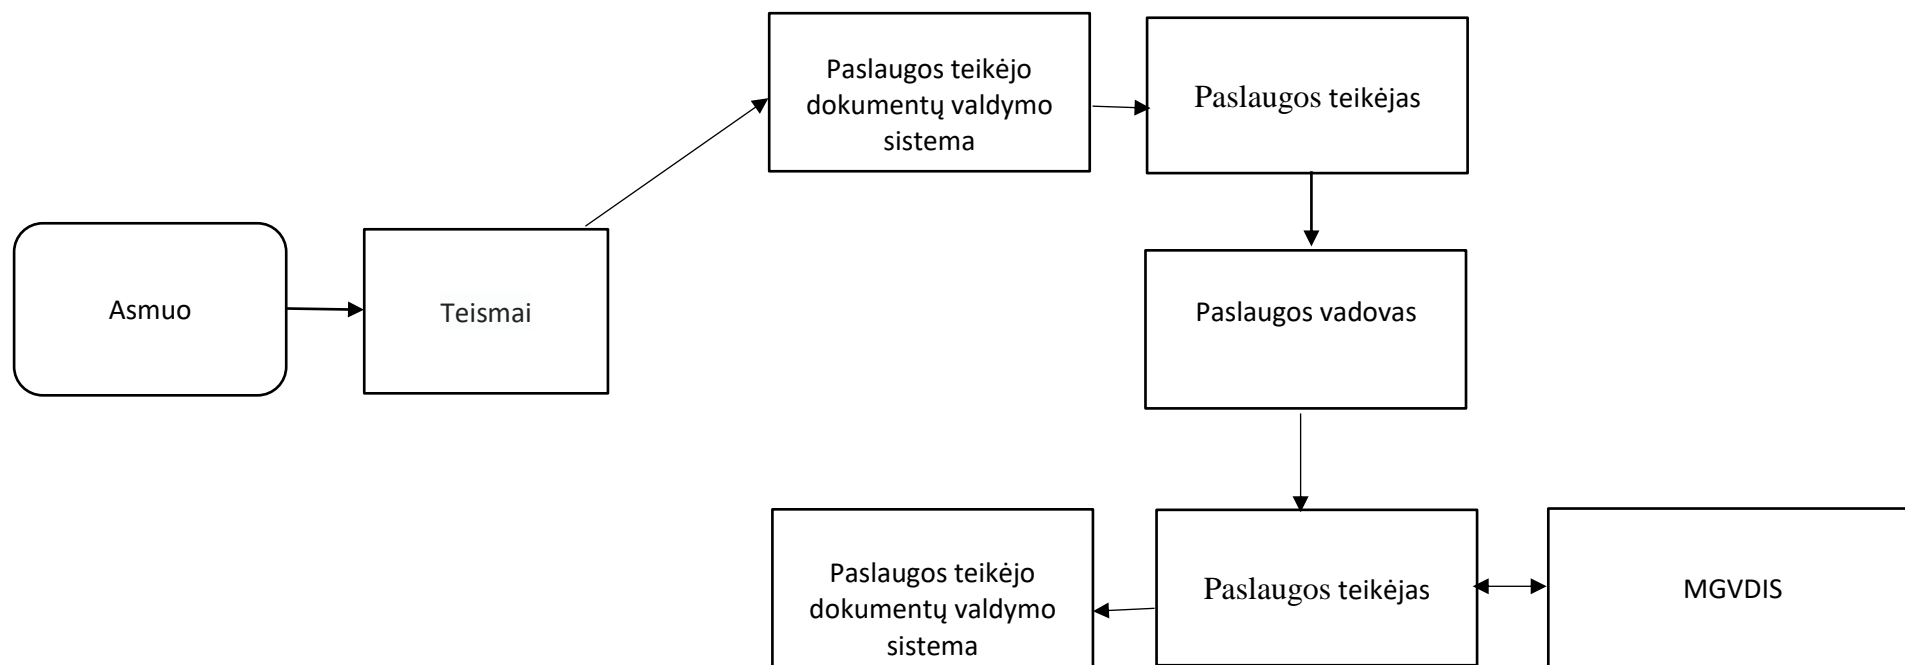 Paslaugos teikėjo
dokumentų valdymo
sistema
Paslaugos teikėjas
Asmuo
Teismai
Paslaugos vadovas
Paslaugos teikėjo
dokumentų valdymo
sistema
Paslaugos teikėjas
MGVDIS